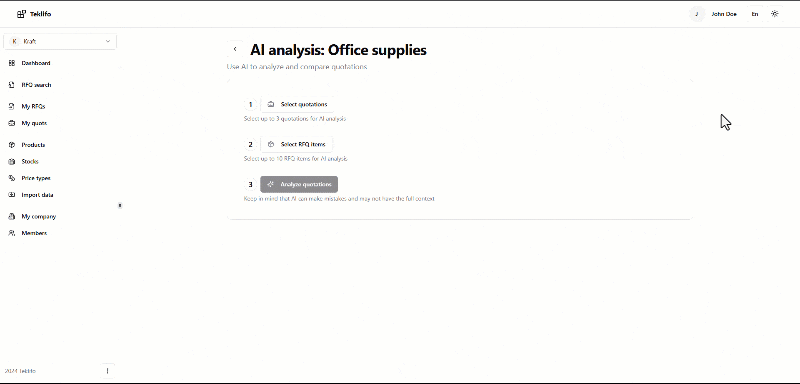 Teklifo
J John Doe En
K Kraft
Dashboard
RFQ search
My RFQs
My quots
Products
Stocks
Price types
Import data
My company
Members
2024 Teklifo
AI analysis: Office supplies
Use AI to analyze and compare quotations
1 Select quotations
Select up to 3 quotations for AI analysis
2 Select RFQ items
Select up to 10 RFQ items for AI analysis
3 Analyze quotations
Keep in mind that AI can make mistakes and may not have the full context